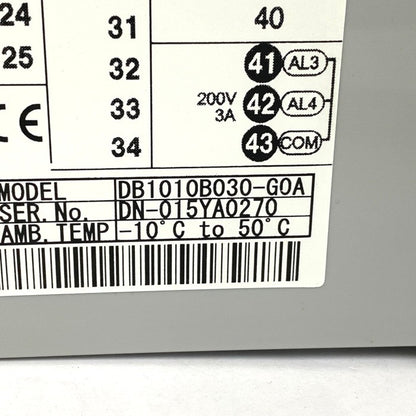 24
25
CE
31
32
33
34
40
41 AL3
200V 3A
42 AL4
43 COM
MODEL DB1010B030-G0A
SER. No. DN-015YA0270
AMB. TEMP -10°C to 50°C